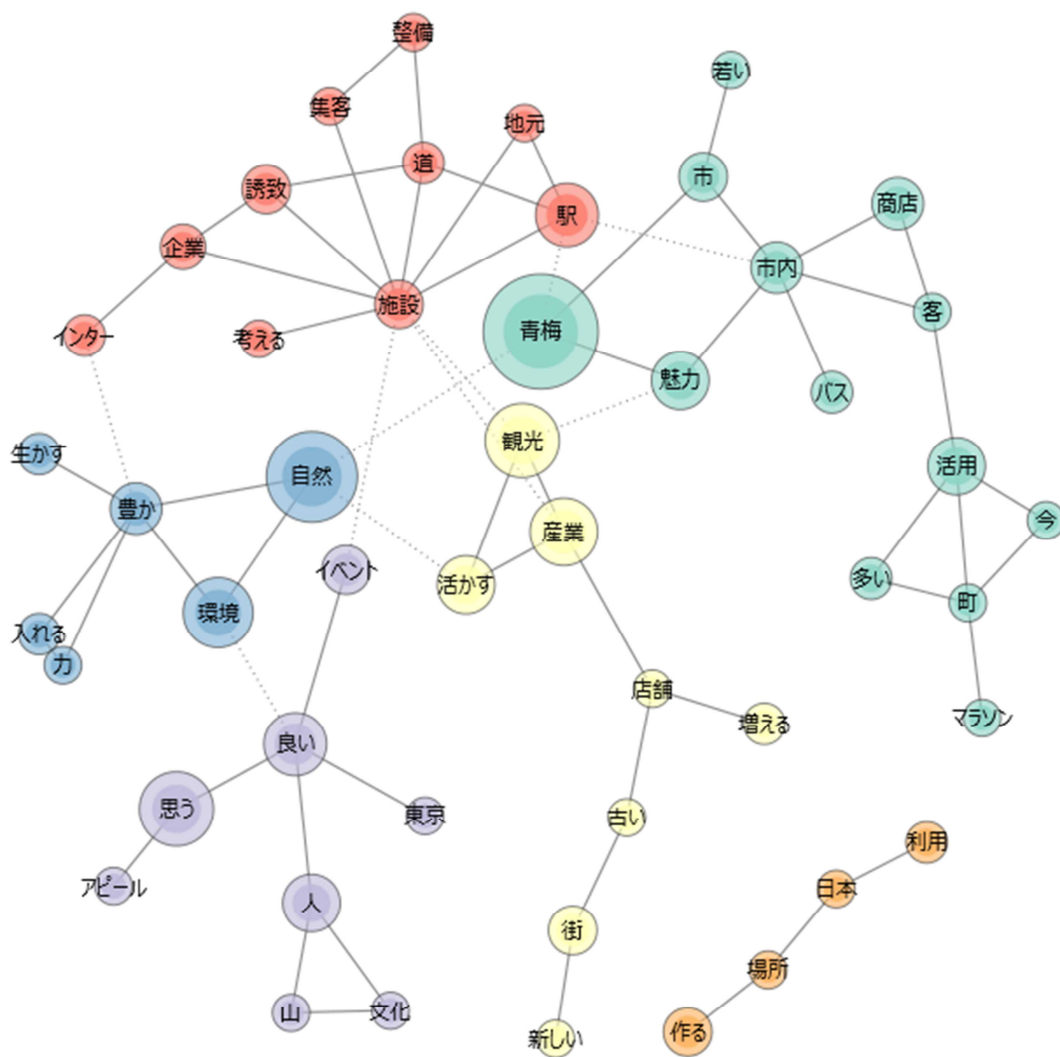 整備
若い
集客
地元
道
市
誘致
商店
駅
企業
市内
施設
客
インター
考える
青梅
魅力
バス
観光
生かす
自然
活用
豊か
産業
今
イベント
活かす
多い
環境
町
入れる
力
店舗
マラソン
増える
良い
思う
東京
古い
利用
アピール
日本
人
街
場所
山
文化
作る
新しい